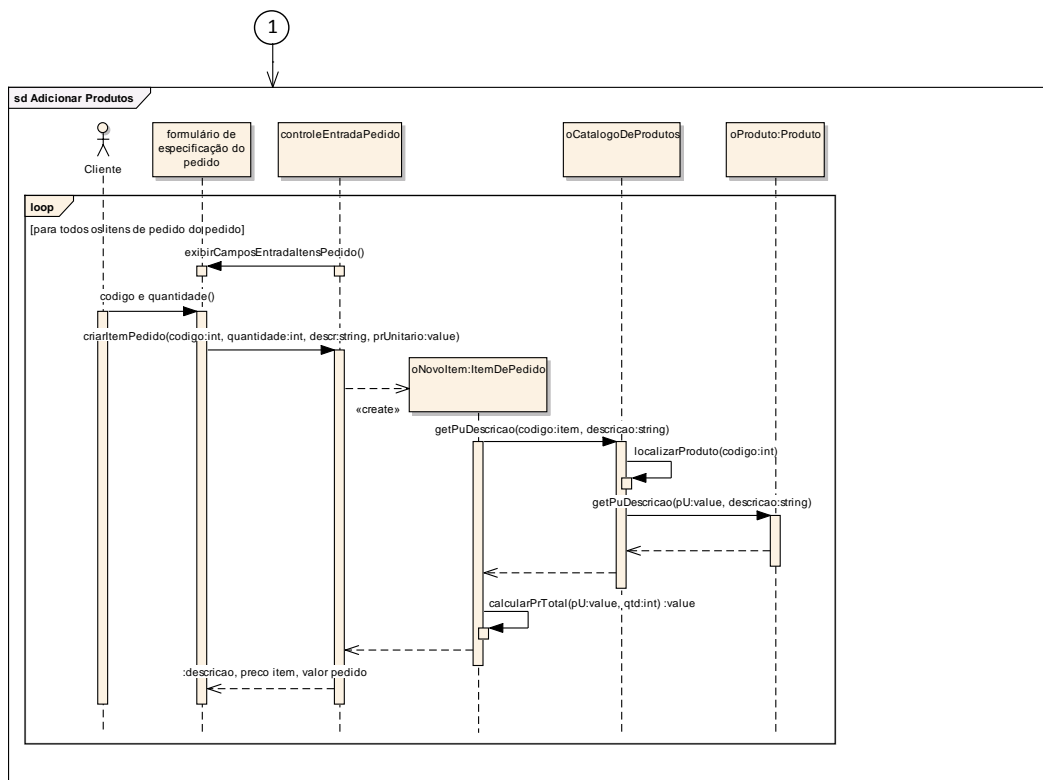 1
sd Adicionar Produtos
Cliente
formulário de
especificação do
pedido
controleEntradaPedido
oCatalogoDeProdutos
oProduto:Produto
loop
[para todos os itens de pedido do pedido]
exibirCamposEntradaItensPedido()
codigo e quantidade()
criarItemPedido(codigo:int, quantidade:int, descr:string, prUnitario:value)
oNovoItem:ItemDePedido
«create»
getPuDescricao(codigo:item, descricao:string)
localizarProduto(codigo:int)
getPuDescricao(pU:value, descricao:string)
calcularPrTotal(pU:value, qtd:int) :value
:descricao, preco item, valor pedido